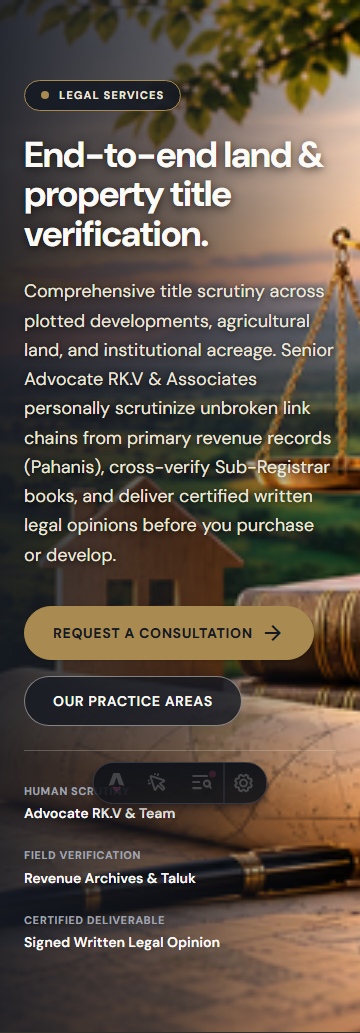 LEGAL SERVICES
End-to-end land &
property title
verification.
Comprehensive title scrutiny across
plotted developments, agricultural
land, and institutional acreage. Senior
Advocate RK.V & Associates
personally scrutinize unbroken link
chains from primary revenue records
(Pahanis), cross-verify Sub-Registrar
books, and deliver certified written
legal opinions before you purchase
or develop.
REQUEST A CONSULTATION
OUR PRACTICE AREAS
HUMAN SCRUTINY
Advocate RK.V & Team
FIELD VERIFICATION
Revenue Archives & Taluk
CERTIFIED DELIVERABLE
Signed Written Legal Opinion